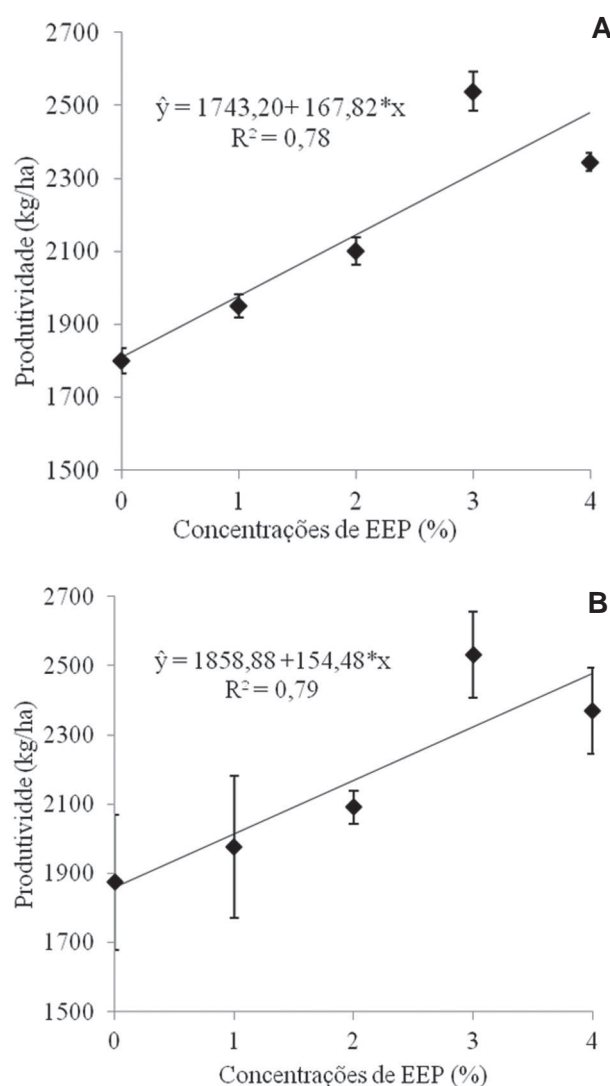 A
2700
2500
2300
2100
1900
1700
1500
Produtividade (kg/ha)
ŷ = 1743,20+ 167,82*x
R² = 0,78
0 1 2 3 4
Concentrações de EEP (%)
B
2700
2500
2300
2100
1900
1700
1500
Produtividde (kg/ha)
ŷ = 1858,88 +154,48*x
R² = 0,79
0 1 2 3 4
Concentrações de EEP (%)